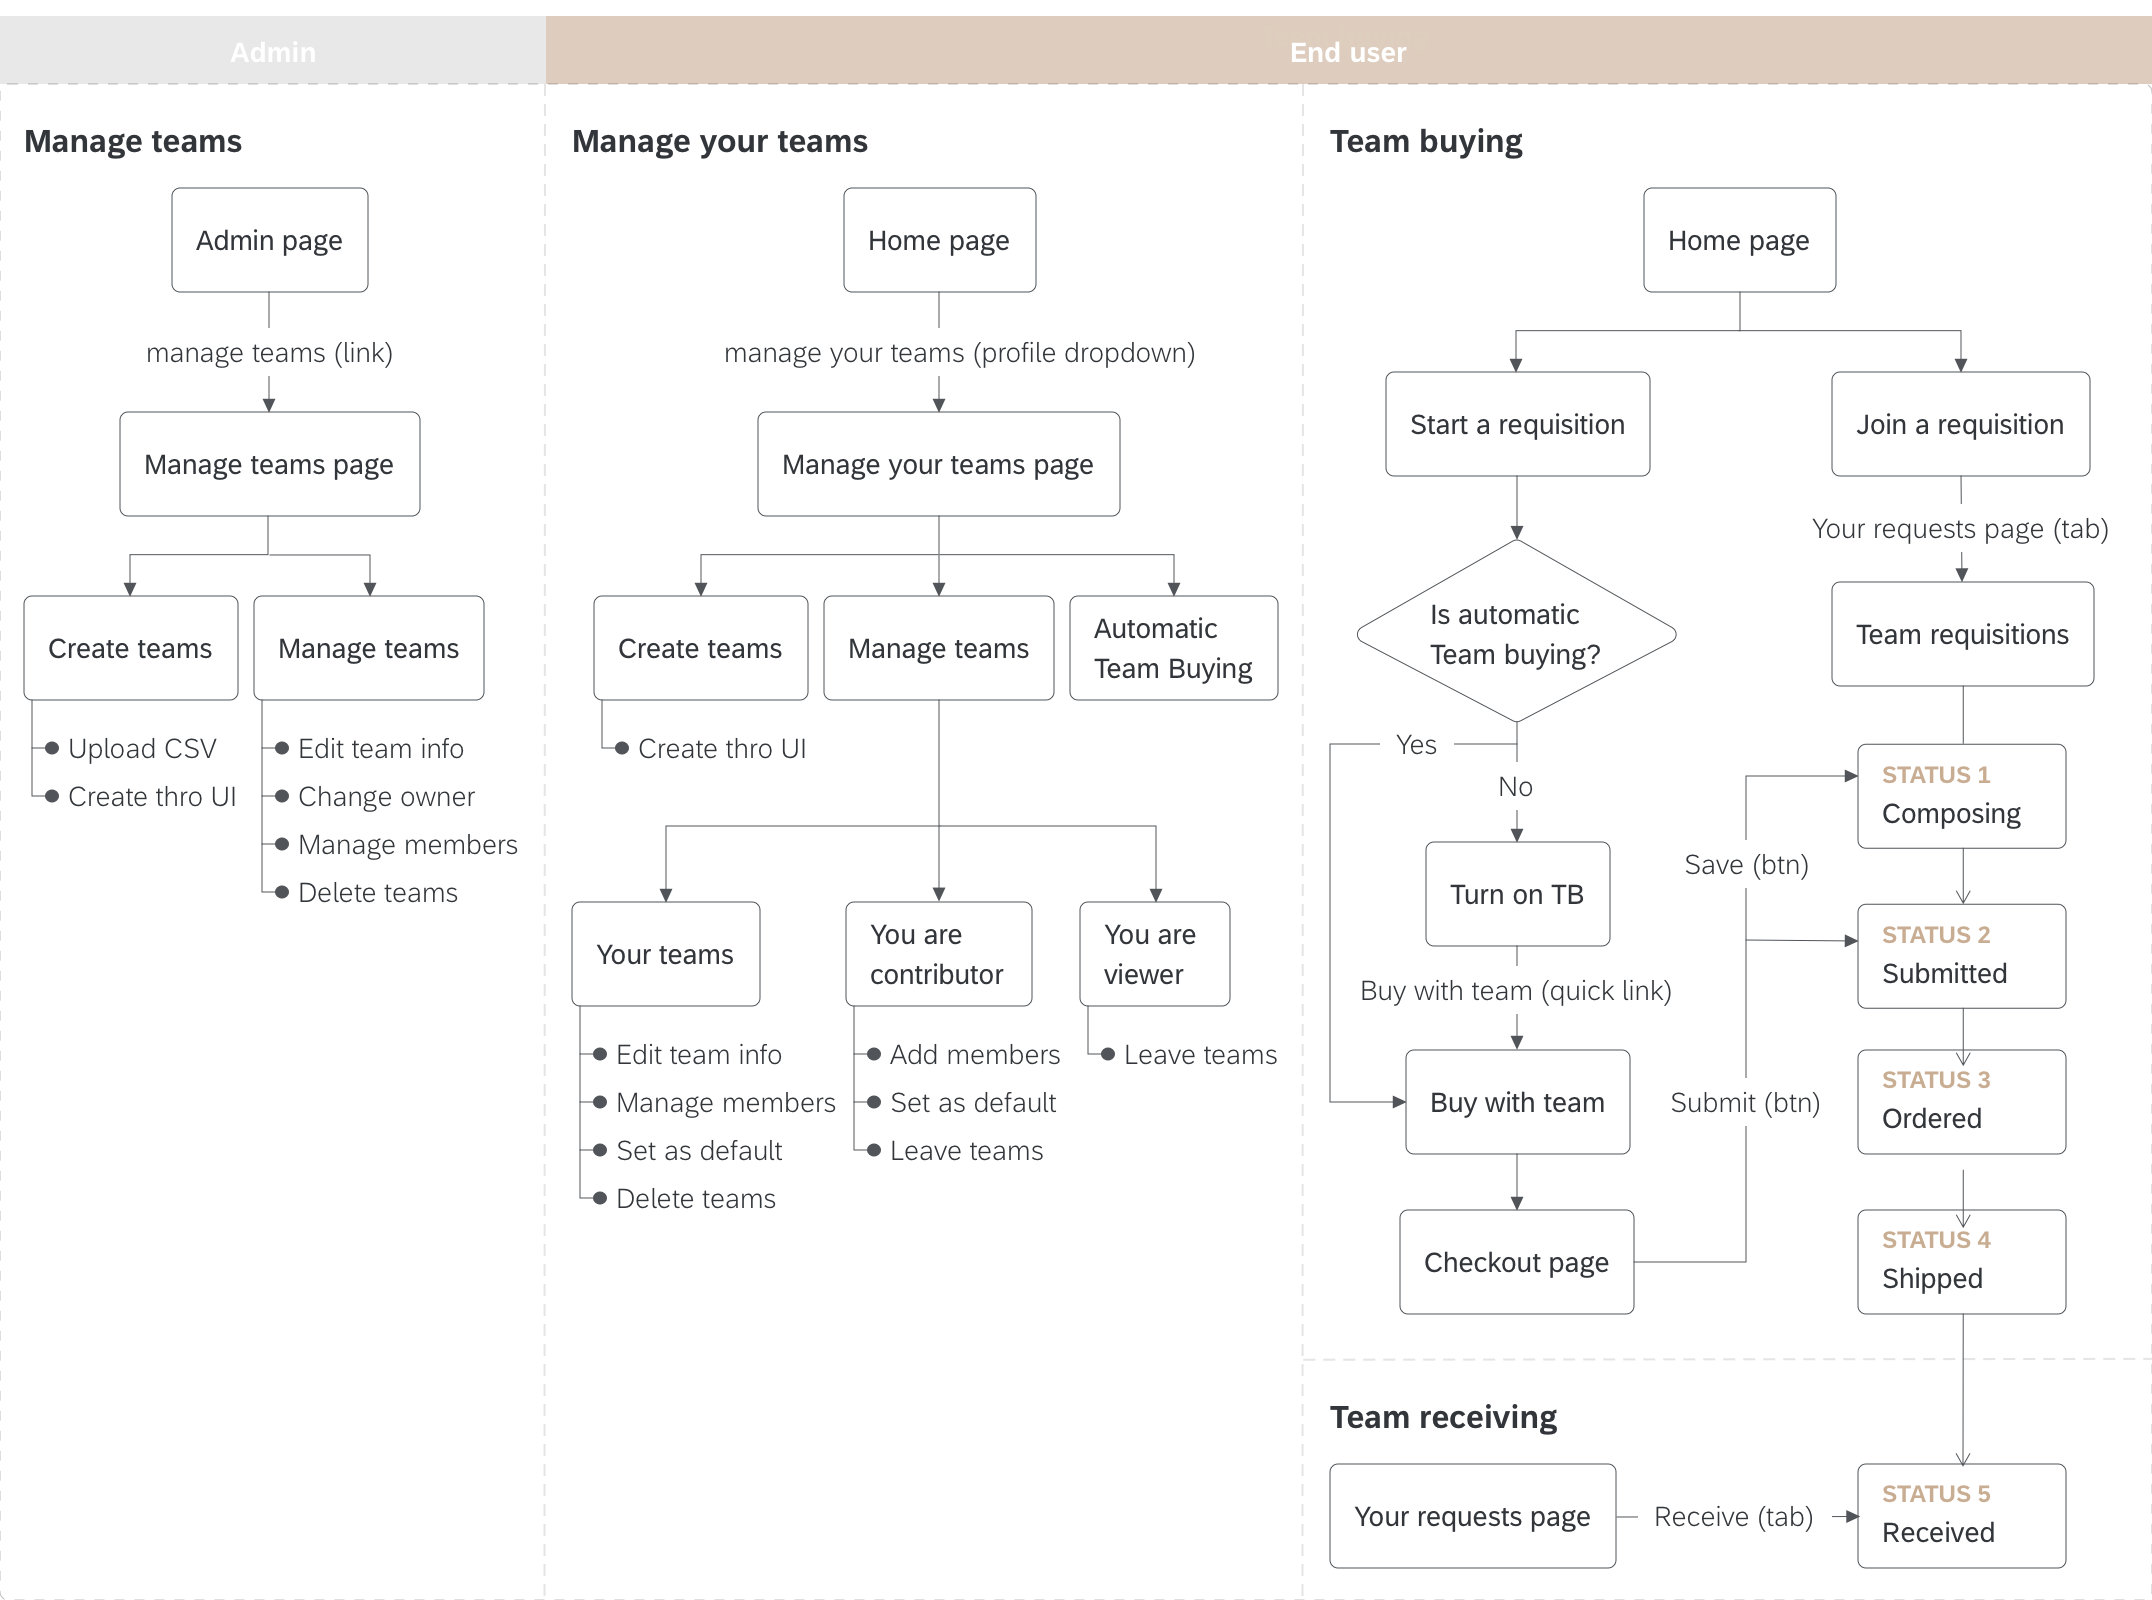 Admin
End user
Manage teams
Admin page
manage teams (link)
Manage teams page
Create teams
Manage teams
Upload CSV
Create thro UI
Edit team info
Change owner
Manage members
Delete teams
Manage your teams
Home page
manage your teams (profile dropdown)
Manage your teams page
Create teams
Manage teams
Automatic
Team Buying
Create thro UI
Your teams
You are
contributor
You are
viewer
Edit team info
Manage members
Set as default
Delete teams
Add members
Set as default
Leave teams
Leave teams
Team buying
Home page
Start a requisition
Join a requisition
Is automatic
Team buying?
Yes
No
Turn on TB
Buy with team (quick link)
Buy with team
Checkout page
Save (btn)
Submit (btn)
Your requests page (tab)
Team requisitions
STATUS 1
Composing
STATUS 2
Submitted
STATUS 3
Ordered
STATUS 4
Shipped
Team receiving
Your requests page
Receive (tab)
STATUS 5
Received